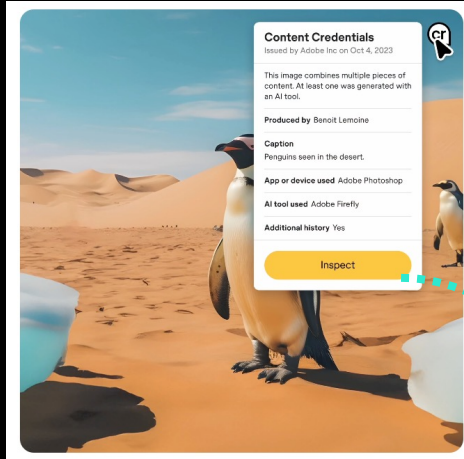 cr
Content Credentials
Issued by Adobe Inc on Oct 4, 2023
This image combines multiple pieces of
content. At least one was generated with
an AI tool.
Produced by Benoit Lemoine
Caption
Penguins seen in the desert.
App or device used Adobe Photoshop
AI tool used Adobe Firefly
Additional history Yes
Inspect